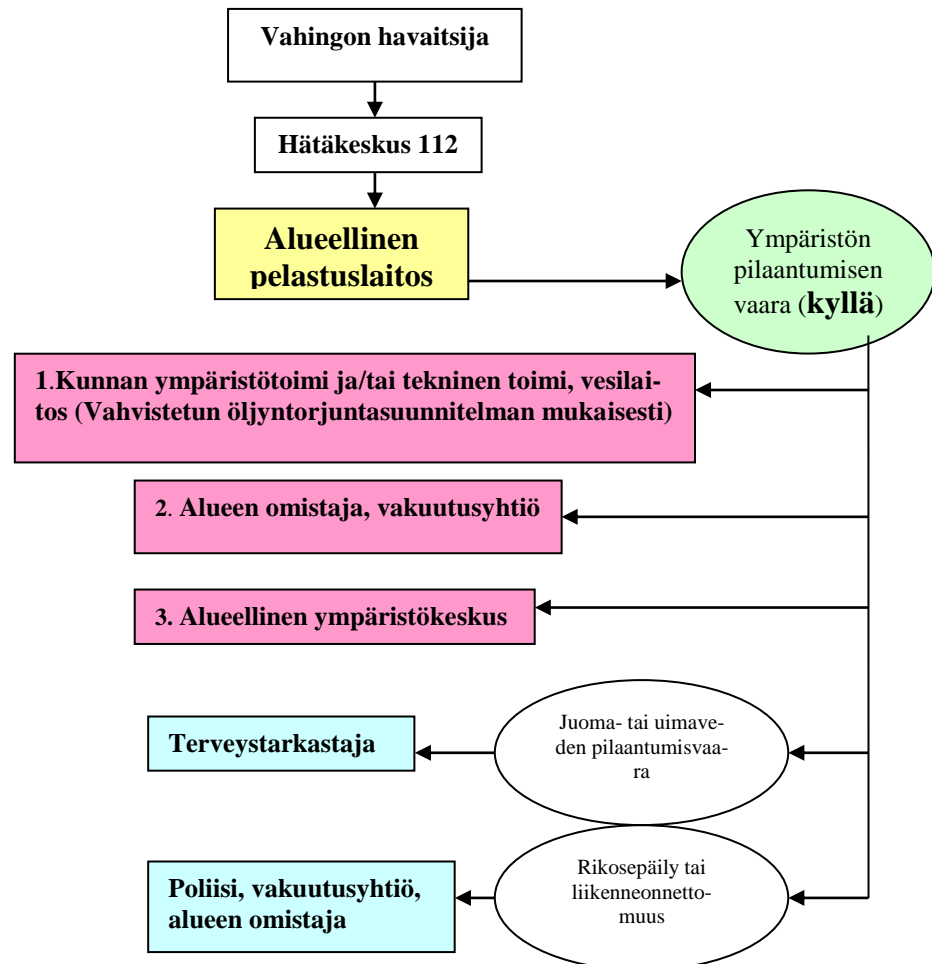 Vahingon havaitsija
Hätäkeskus 112
Alueellinen
pelastuslaitos
Ympäristön
pilaantumisen
vaara (kyllä)
1.Kunnan ympäristötoimi ja/tai tekninen toimi, vesilai-
tos (Vahvistetun öljyntorjuntasuunnitelman mukaisesti)
2. Alueen omistaja, vakuutusyhtiö
3. Alueellinen ympäristökeskus
Terveystarkastaja
Juoma- tai uimave-
den pilaantumisvaa-
ra
Poliisi, vakuutusyhtiö,
alueen omistaja
Rikosepäily tai
liikenneonnetto-
muus